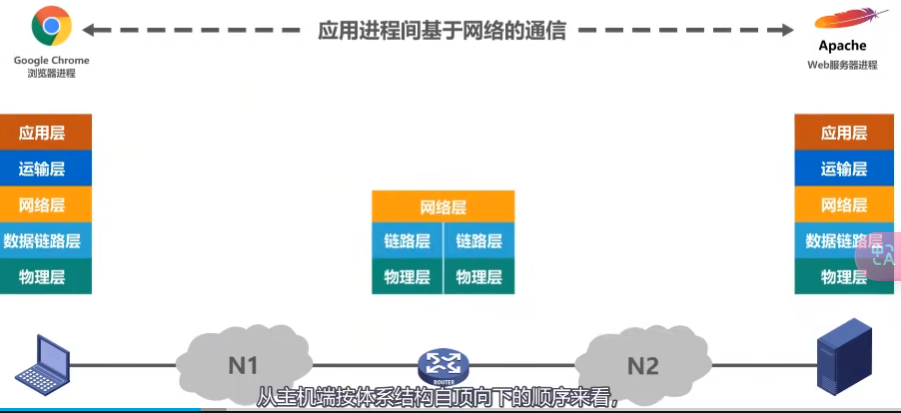 应用进程间基于网络的通信
Google Chrome
浏览器进程
Apache
Web服务器进程
应用层
运输层
网络层
数据链路层
物理层
网络层
链路层 链路层
物理层 物理层
应用层
运输层
网络层
数据链路层
物理层
中A
N1
ROUTER
N2
从主机端按体系结构自顶向下的顺序来看,